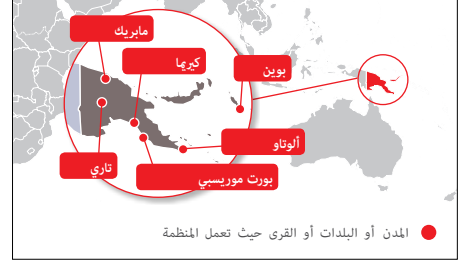 مابريك
كيريما
بوين
ألوتاو
تاري
بورت موريسبي
المدن أو البلدات أو القرى حيث تعمل المنظمة